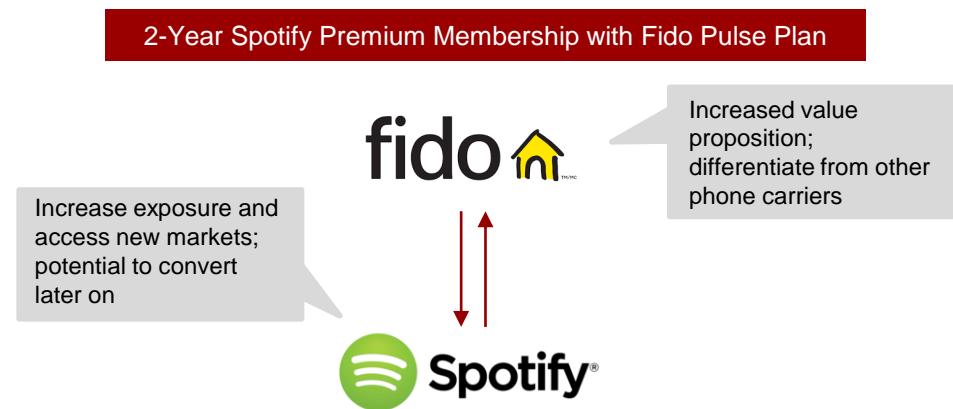 2-Year Spotify Premium Membership with Fido Pulse Plan
fido
TM/MC
Increased value
proposition;
differentiate from other
phone carriers
Increase exposure and
access new markets;
potential to convert
later on
Spotify®